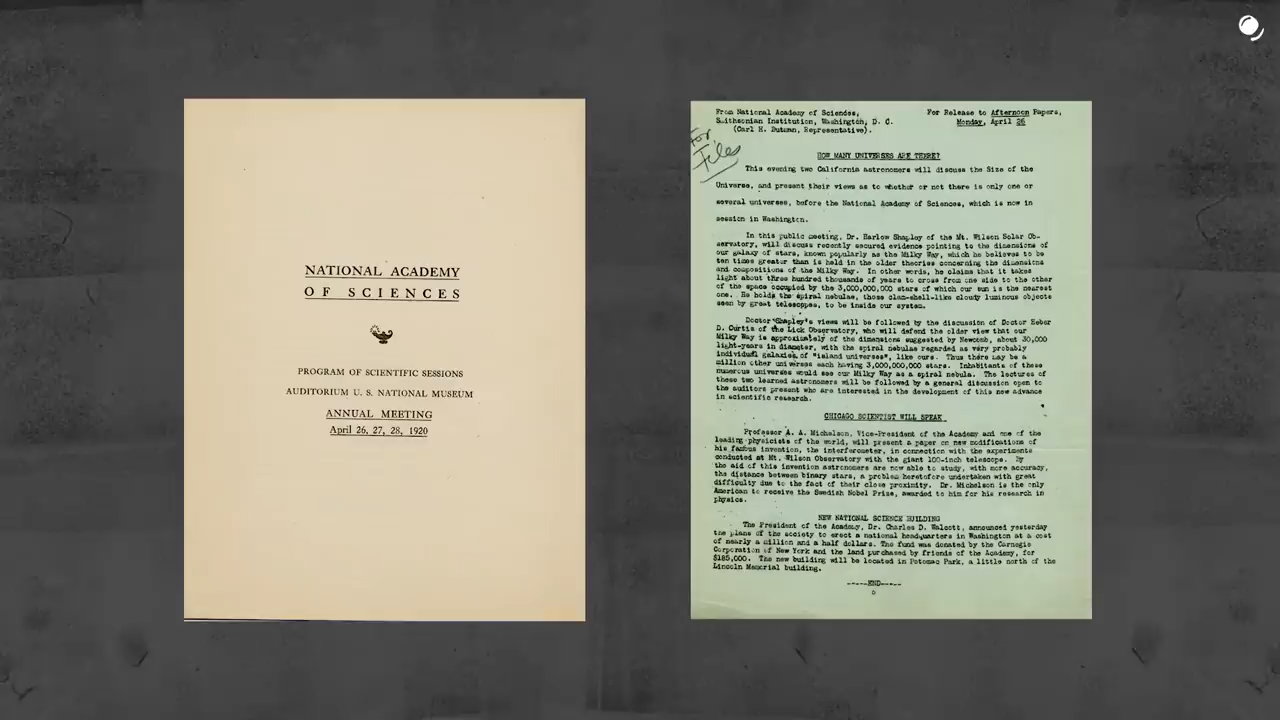 NATIONAL ACADEMY
OF SCIENCES
PROGRAM OF SCIENTIFIC SESSIONS
AUDITORIUM U. S. NATIONAL MUSEUM
ANNUAL MEETING
April 26, 27, 28, 1920
From National Academy of Sciences,
Smithsonian Institution, Washington, D. C.
(Carl H. Butman, Representative).
For Release to Afternoon Papers,
Monday, April 26
For
Files
HOW MANY UNIVERSES ARE THERE?
This evening two California astronomers will discuss the Size of the
Universe, and present their views as to whether or not there is only one or
several universes, before the National Academy of Sciences, which is now in
session in Washington.
In this public meeting, Dr. Harlow Shapley of the Mt. Wilson Solar Ob-
servatory, will discuss recently secured evidence pointing to the dimensions of
our galaxy of stars, known popularly as the Milky Way, which he believes to be
ten times greater than is held in the older theories concerning the dimensions
and compositions of the Milky Way. In other words, he claims that it takes
light about three hundred thousands of years to cross from one side to the other
of the space occupied by the 3,000,000,000 stars of which our sun is the nearest
one. He holds the spiral nebulae, those clam-shell-like cloudy luminous objects
seen by great telescopes, to be inside our system.
Doctor Shapley's views will be followed by the discussion of Doctor Heber
D. Curtis of the Lick Observatory, who will defend the older view that our
Milky Way is approximately of the dimensions suggested by Newcomb, about 30,000
light-years in diameter, with the spiral nebulae regarded as very probably
individual galaxies, of "island universes", like ours. Thus there may be a
million other universes each having 3,000,000,000 stars. Inhabitants of these
numerous universes would see our Milky Way as a spiral nebula. The lectures of
these two learned astronomers will be followed by a general discussion open to
the auditors present who are interested in the development of this new advance
in scientific research.
CHICAGO SCIENTIST WILL SPEAK.
Professor A. A. Michelson, Vice-President of the Academy and one of the
leading physicists of the world, will present a paper on new modifications of
his famous invention, the interferometer, in connection with the experiments
conducted at Mt. Wilson Observatory with the giant 100-inch telescope. By
the aid of this invention astronomers are now able to study, with more accuracy,
the distance between binary stars, a problem heretofore undertaken with great
difficulty due to the fact of their close proximity. Dr. Michelson is the only
American to receive the Swedish Nobel Prize, awarded to him for his research in
physics.
NEW NATIONAL SCIENCE BUILDING
The President of the Academy, Dr. Charles D. Walcott, announced yesterday
the plans of the society to erect a national headquarters in Washington at a cost
of nearly a million and a half dollars. The fund was donated by the Carnegie
Corporation of New York and the land purchased by friends of the Academy, for
$185,000. The new building will be located in Potomac Park, a little north of the
Lincoln Memorial building.
-----END-----